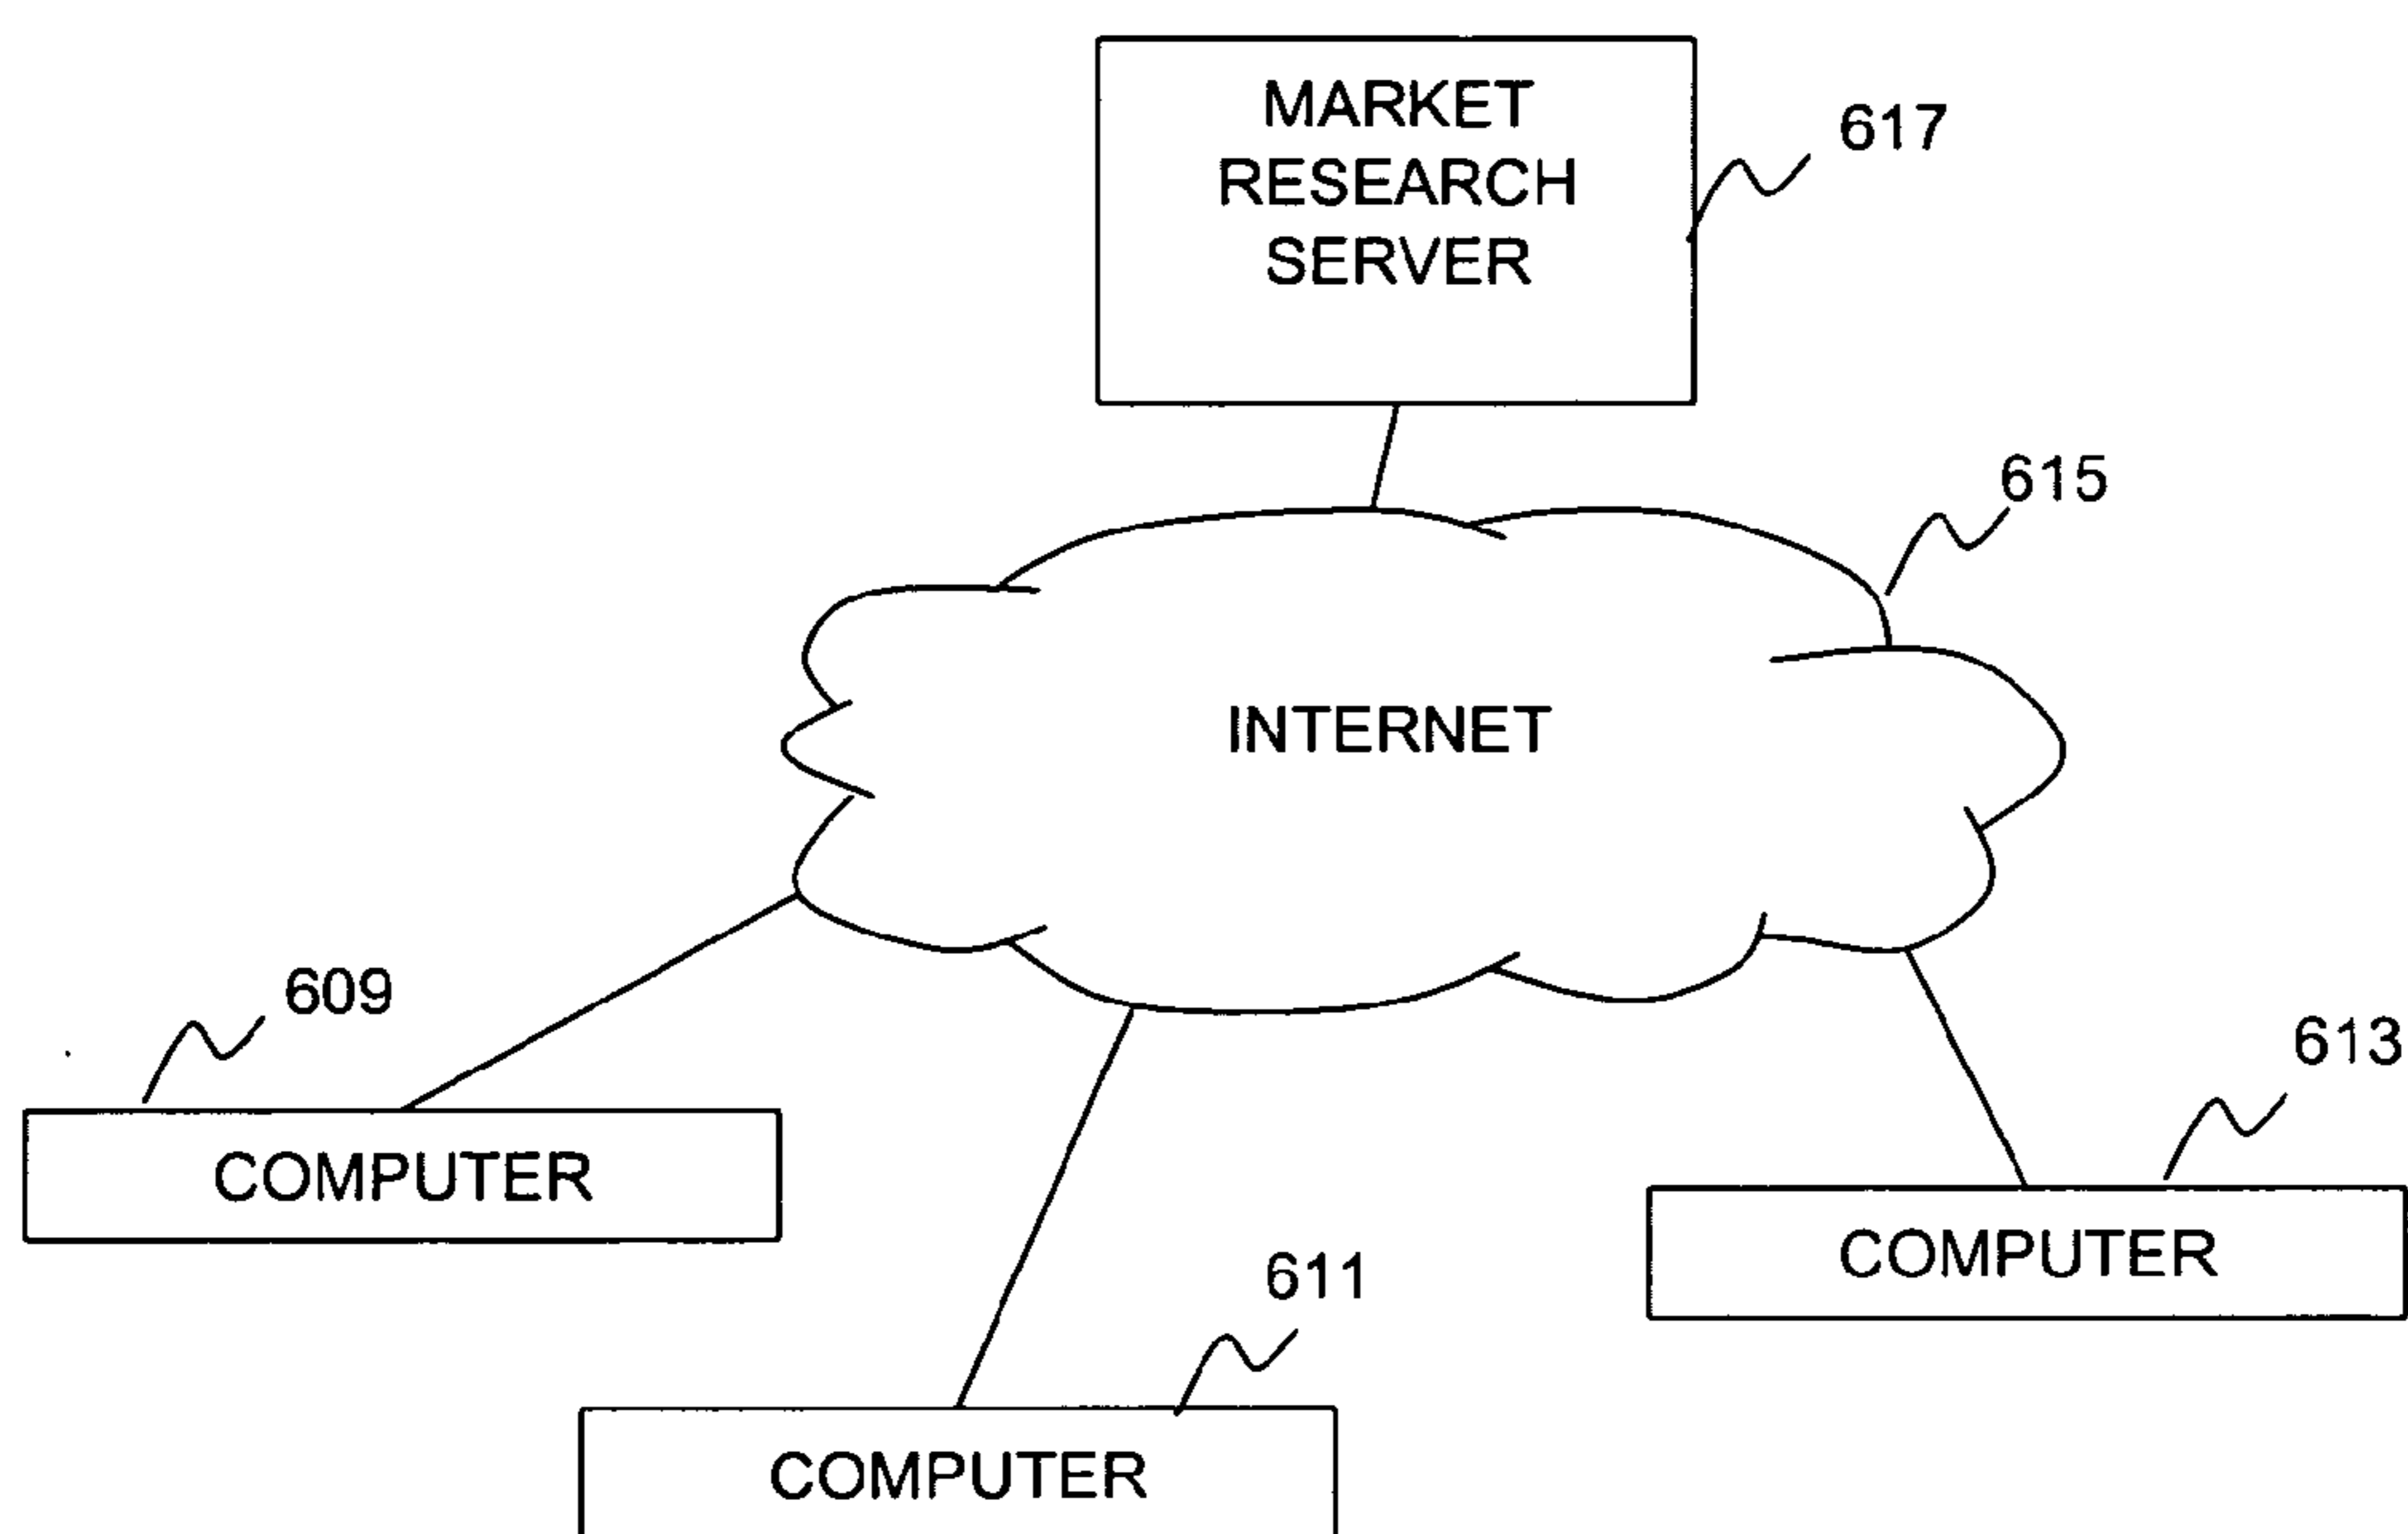 MARKET
RESEARCH
SERVER
617
615
INTERNET
609
613
COMPUTER
COMPUTER
611
COMPUTER